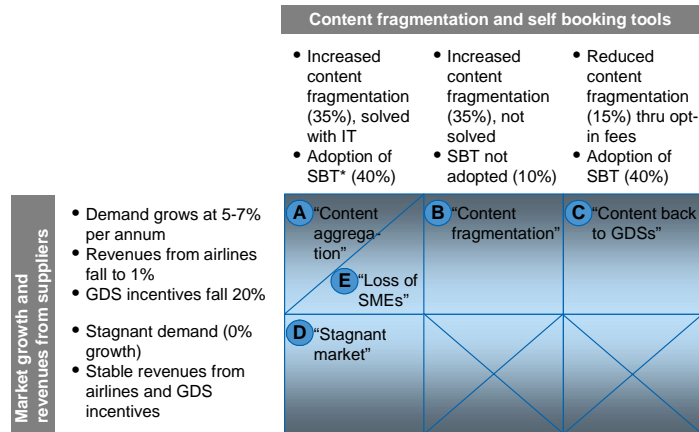 Content fragmentation and self booking tools
• Increased
content
fragmentation
(35%), solved
with IT
• Adoption of
SBT* (40%)
• Increased
content
fragmentation
(35%), not
solved
• SBT not
adopted (10%)
• Reduced
content
fragmentation
(15%) thru opt-
in fees
• Adoption of
SBT (40%)
Market growth and
revenues from suppliers
• Demand grows at 5-7%
per annum
• Revenues from airlines
fall to 1%
• GDS incentives fall 20%
• Stagnant demand (0%
growth)
• Stable revenues from
airlines and GDS
incentives
A “Content
aggrega-
tion”
E “Loss of
SMEs”
B “Content
fragmentation”
C “Content back
to GDSs”
D “Stagnant
market”